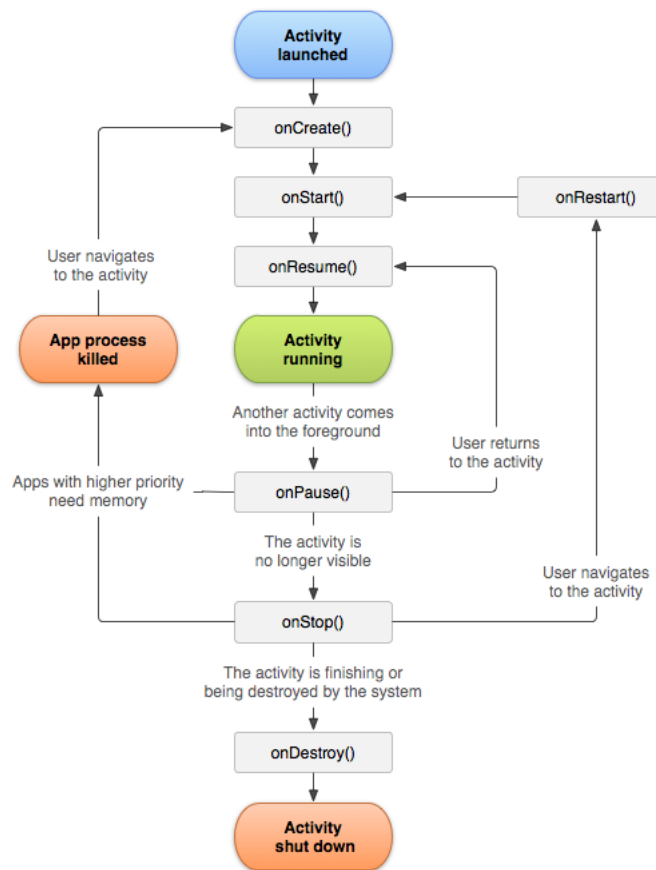 Activity
launched
onCreate()
onStart()
onRestart()
User navigates
to the activity
onResume()
App process
killed
Activity
running
Another activity comes
into the foreground
User returns
to the activity
Apps with higher priority
need memory
onPause()
The activity is
no longer visible
User navigates
to the activity
onStop()
The activity is finishing or
being destroyed by the system
onDestroy()
Activity
shut down